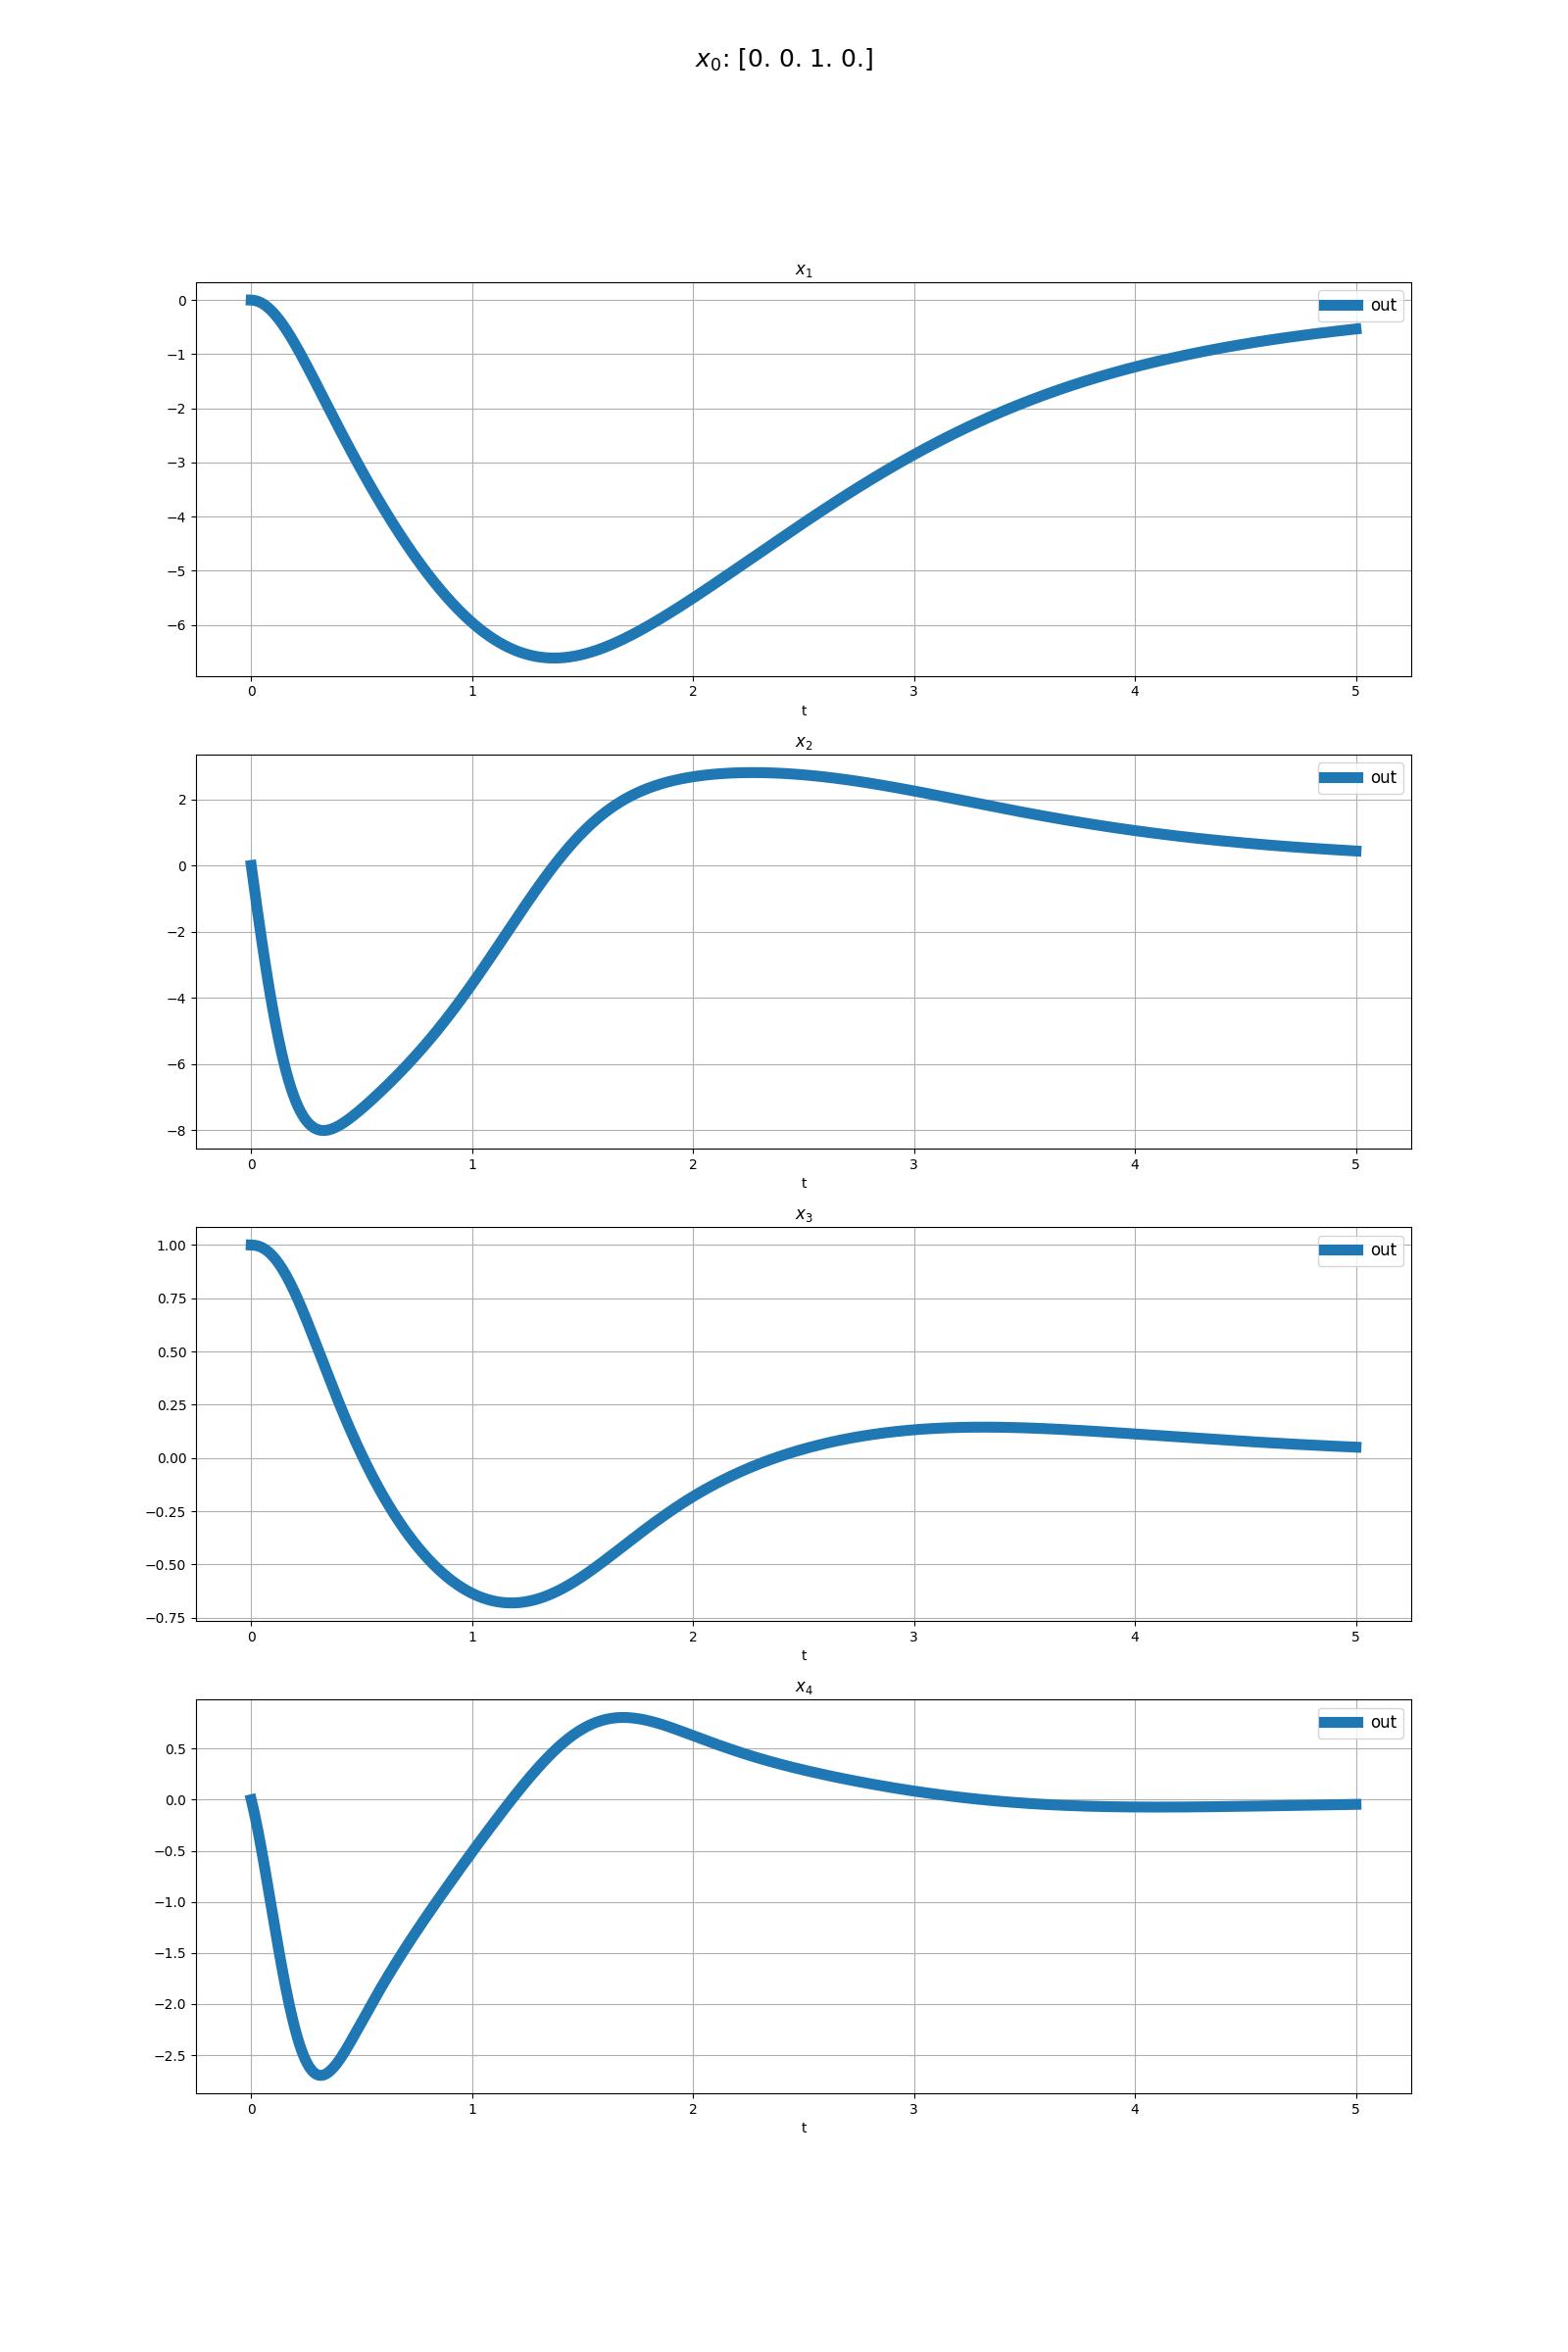 x₀: [0. 0. 1. 0.]
x₁
out
0
−1
−2
−3
−4
−5
−6
0 1 2 3 4 5
t
x₂
out
2
0
−2
−4
−6
−8
0 1 2 3 4 5
t
x₃
out
1.00
0.75
0.50
0.25
0.00
−0.25
−0.50
−0.75
0 1 2 3 4 5
t
x₄
out
0.5
0.0
−0.5
−1.0
−1.5
−2.0
−2.5
0 1 2 3 4 5
t